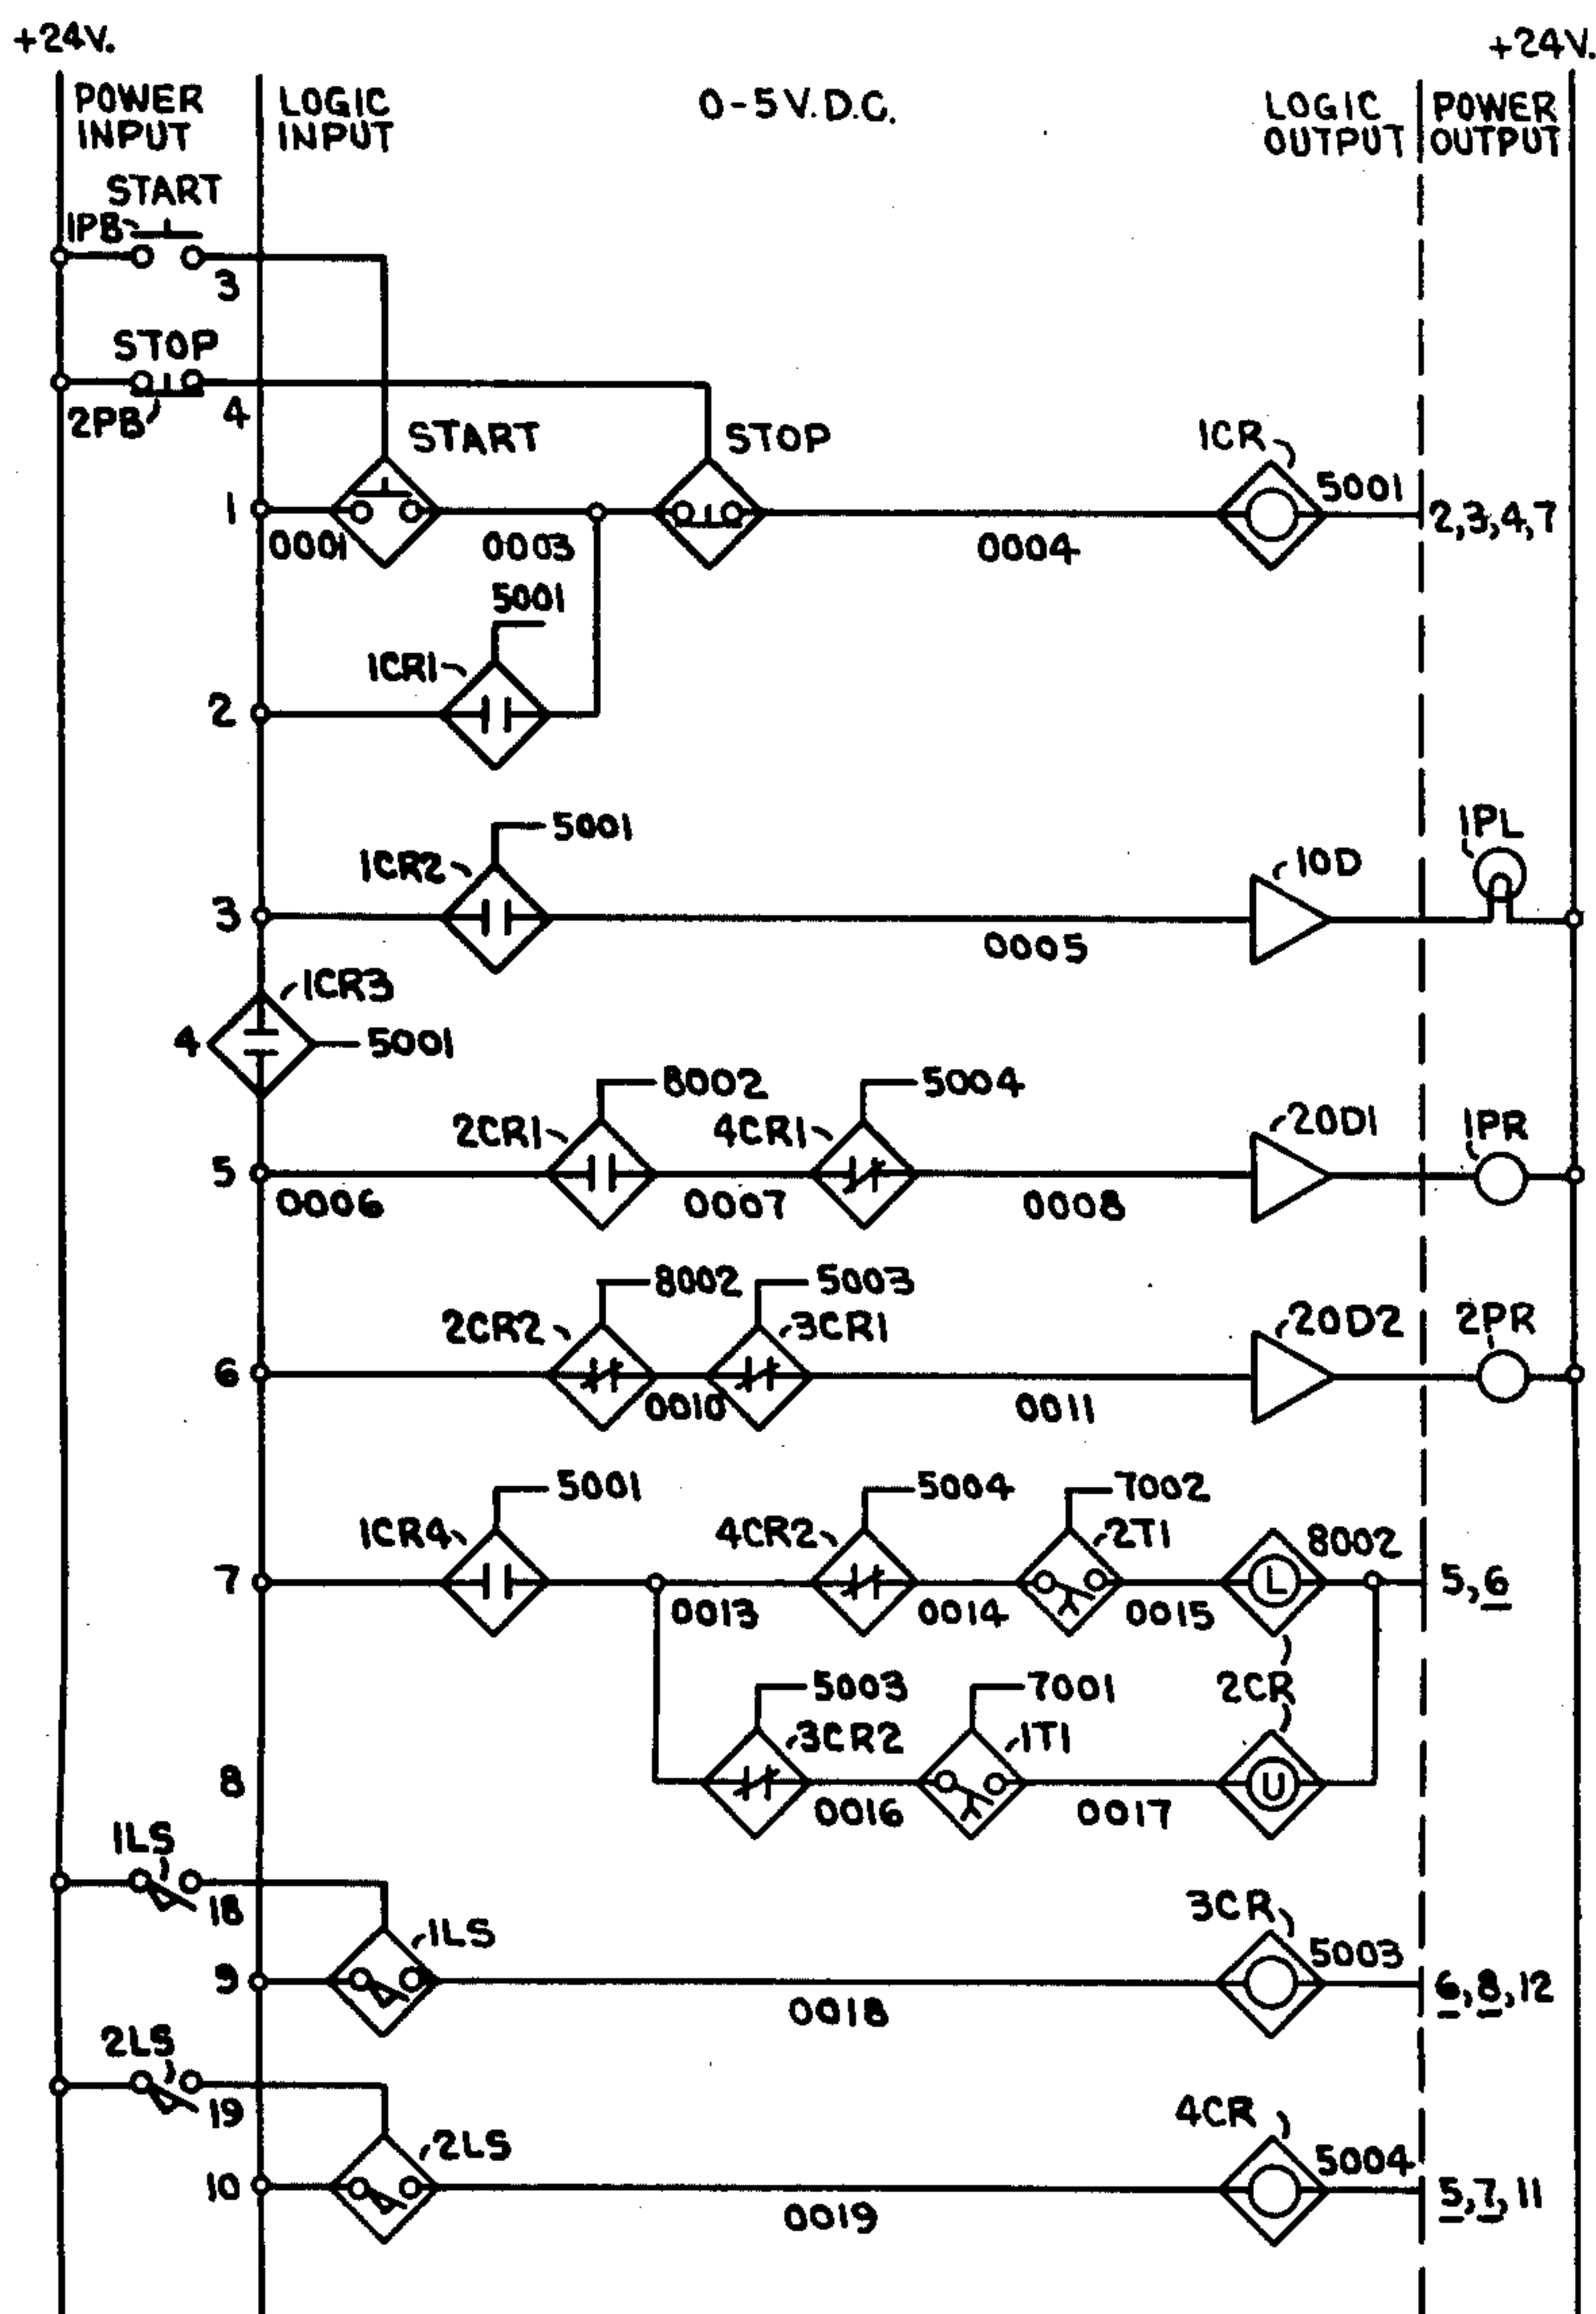 +24V. +24V.
POWER INPUT LOGIC INPUT 0-5V.D.C. LOGIC OUTPUT POWER OUTPUT
START
1PB
3
STOP
2PB 4
START STOP 1CR
1 5001 2,3,4,7
0001 0003 0004
5001
1CR1
2
5001 1PL
1CR2 10D
3
0005
1CR3
4 5001
8002 5004
2CR1 4CR1 20D1 1PR
5
0006 0007 0008
8002 5003
2CR2 3CR1 20D2 2PR
6
0010 0011
5001 5004 7002
1CR4 4CR2 2T1 8002
7 L 5,6
0013 0014 0015
5003 7001 2CR
3CR2 1T1
8 U
0016 0017
1LS
18
1LS 3CR
9 5003 6,8,12
0018
2LS
19
2LS 4CR
10 5004 5,7,11
0019